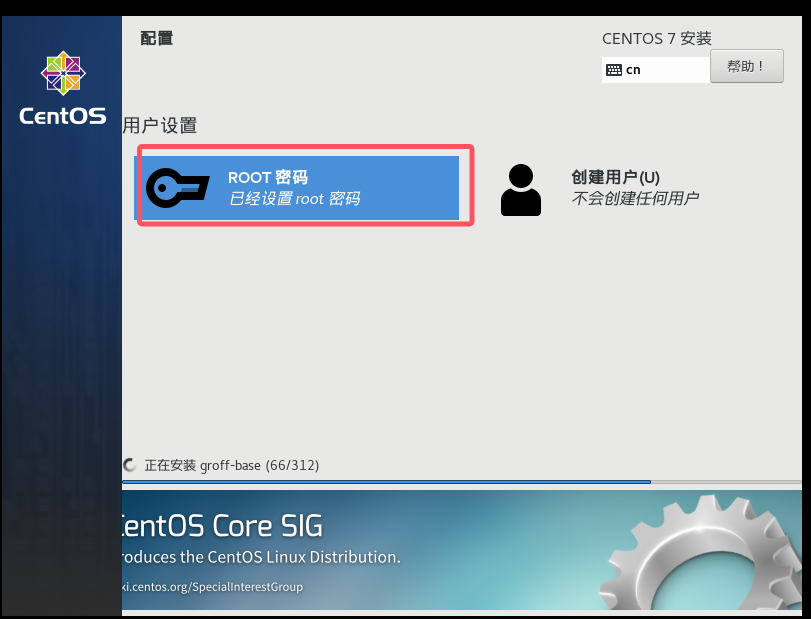 配置
CENTOS 7 安装
cn
帮助！
CentOS
用户设置
ROOT 密码
已经设置 root 密码
创建用户(U)
不会创建任何用户
正在安装 groff-base (66/312)
CentOS Core SIG
roduces the CentOS Linux Distribution.
ki.centos.org/SpecialInterestGroup